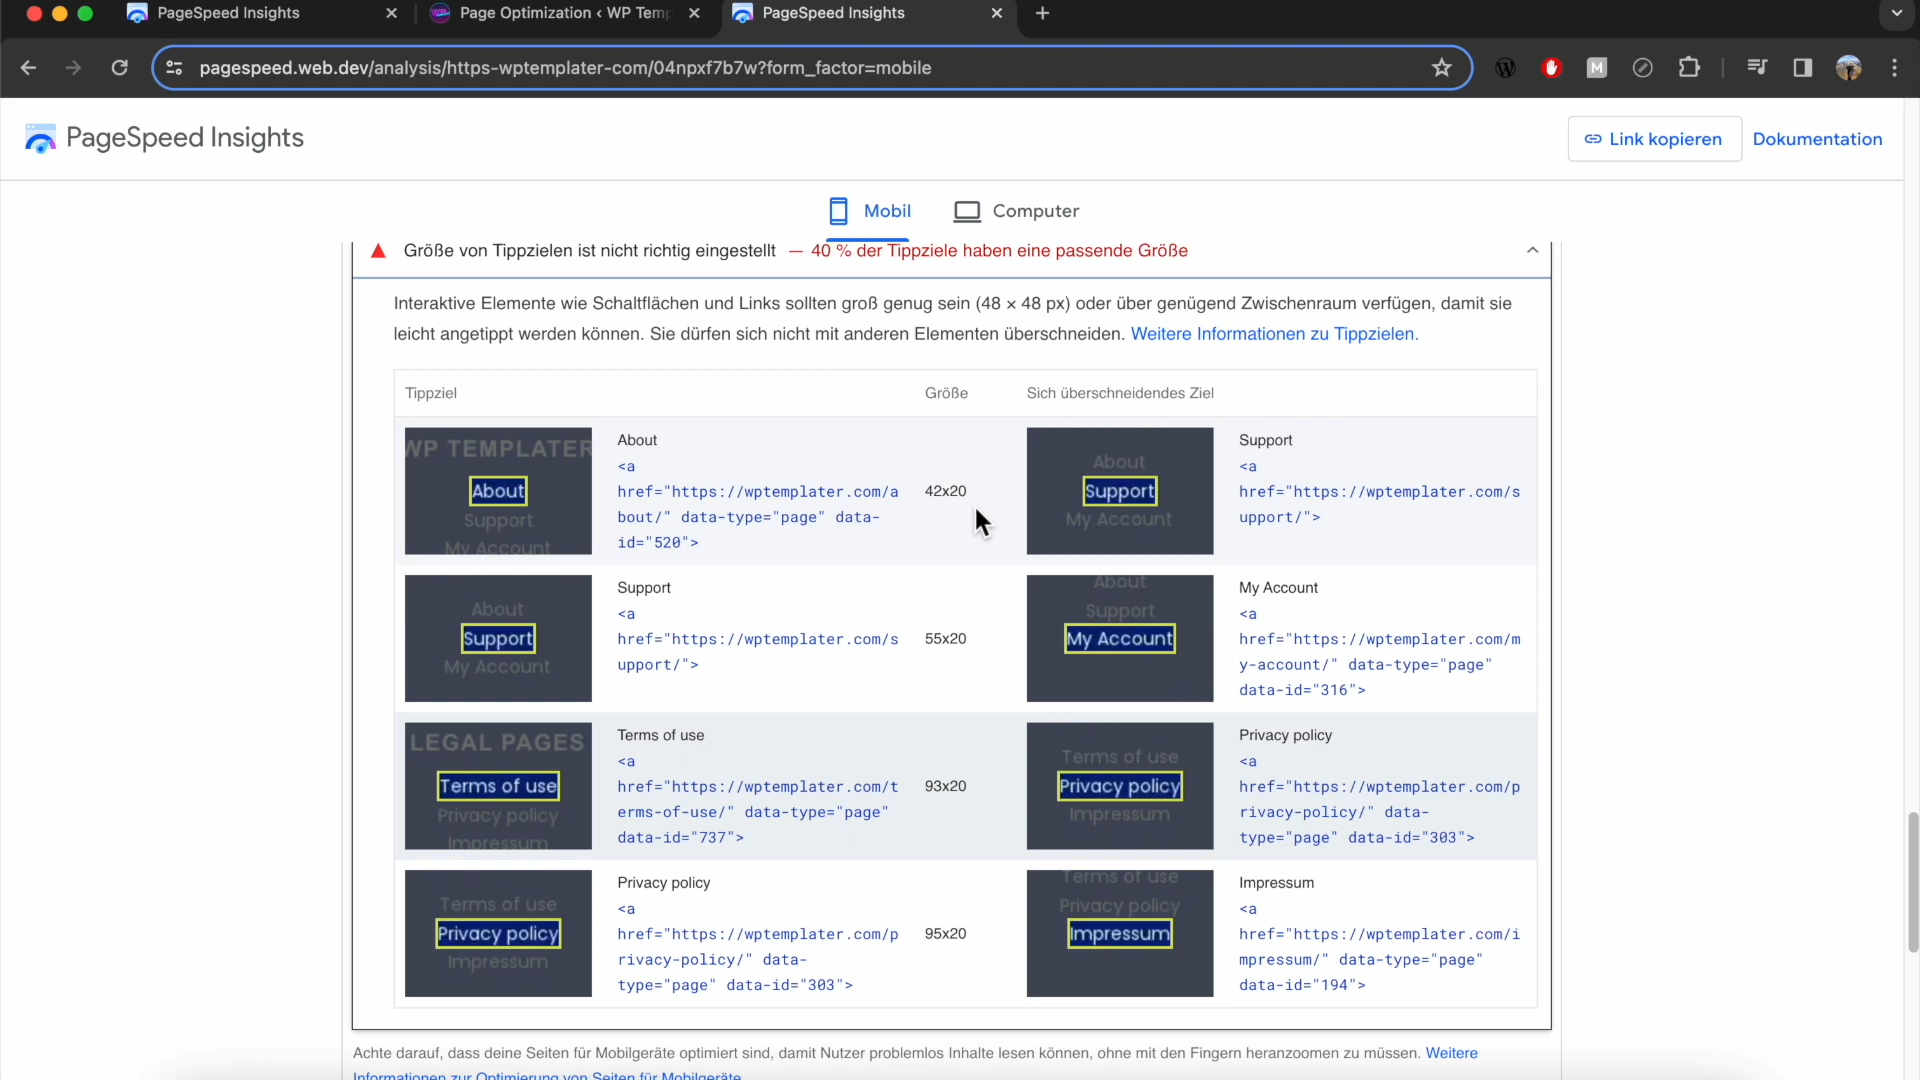 PageSpeed Insights
Page Optimization ‹ WP Temp
PageSpeed Insights
pagespeed.web.dev/analysis/https-wptemplater-com/04npxf7b7w?form_factor=mobile
PageSpeed Insights
Link kopieren
Dokumentation
Mobil
Computer
Größe von Tippzielen ist nicht richtig eingestellt — 40 % der Tippziele haben eine passende Größe
Interaktive Elemente wie Schaltflächen und Links sollten groß genug sein (48 × 48 px) oder über genügend Zwischenraum verfügen, damit sie
leicht angetippt werden können. Sie dürfen sich nicht mit anderen Elementen überschneiden. Weitere Informationen zu Tippzielen.
Tippziel
Größe
Sich überschneidendes Ziel
WP TEMPLATER
About
Support
My Account
About
<a
href="https://wptemplater.com/a
bout/" data-type="page" data-
id="520">
42x20
About
Support
My Account
Support
<a
href="https://wptemplater.com/s
upport/">
About
Support
My Account
Support
<a
href="https://wptemplater.com/s
upport/">
55x20
About
Support
My Account
My Account
<a
href="https://wptemplater.com/m
y-account/" data-type="page"
data-id="316">
LEGAL PAGES
Terms of use
Privacy policy
Impressum
Terms of use
<a
href="https://wptemplater.com/t
erms-of-use/" data-type="page"
data-id="737">
93x20
Terms of use
Privacy policy
Impressum
Privacy policy
<a
href="https://wptemplater.com/p
rivacy-policy/" data-
type="page" data-id="303">
Terms of use
Privacy policy
Impressum
Privacy policy
<a
href="https://wptemplater.com/p
rivacy-policy/" data-
type="page" data-id="303">
95x20
Terms of use
Privacy policy
Impressum
Impressum
<a
href="https://wptemplater.com/i
mpressum/" data-type="page"
data-id="194">
Achte darauf, dass deine Seiten für Mobilgeräte optimiert sind, damit Nutzer problemlos Inhalte lesen können, ohne mit den Fingern heranzoomen zu müssen. Weitere
Informationen zur Optimierung von Seiten für Mobilgeräte